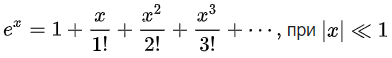 e^x = 1 + x/1! + x^2/2! + x^3/3! + ⋯, при |x| ≪ 1